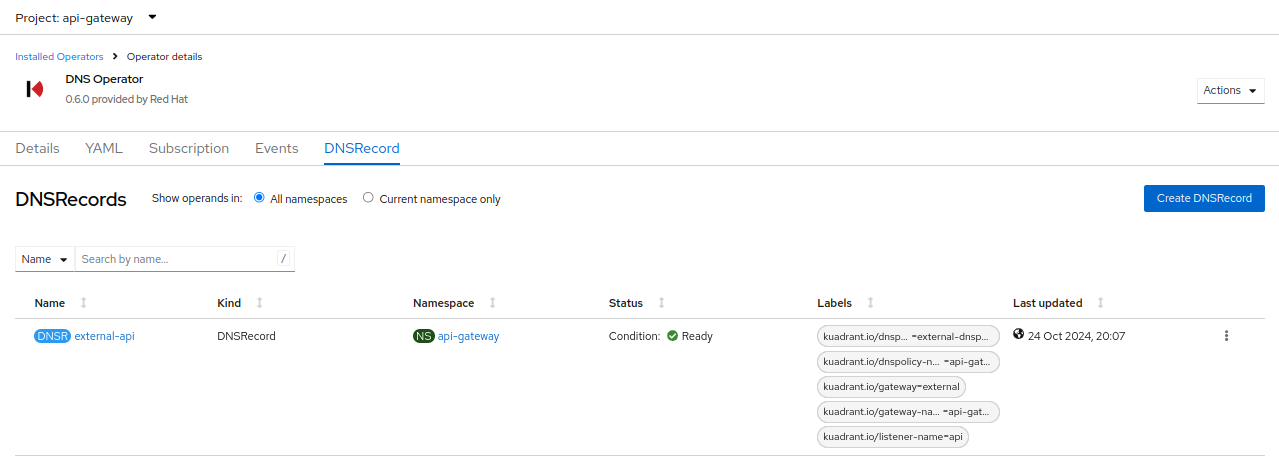 Project: api-gateway
Installed Operators Operator details
DNS Operator
0.6.0 provided by Red Hat
Actions
Details YAML Subscription Events DNSRecord
DNSRecords Show operands in: All namespaces Current namespace only Create DNSRecord
Name Search by name... /
Name Kind Namespace Status Labels Last updated
DNSR external-api DNSRecord NS api-gateway Condition: Ready kuadrant.io/dnsp... =external-dnsp... 24 Oct 2024, 20:07
kuadrant.io/dnspolicy-n... =api-gat...
kuadrant.io/gateway=external
kuadrant.io/gateway-na... =api-gat...
kuadrant.io/listener-name=api